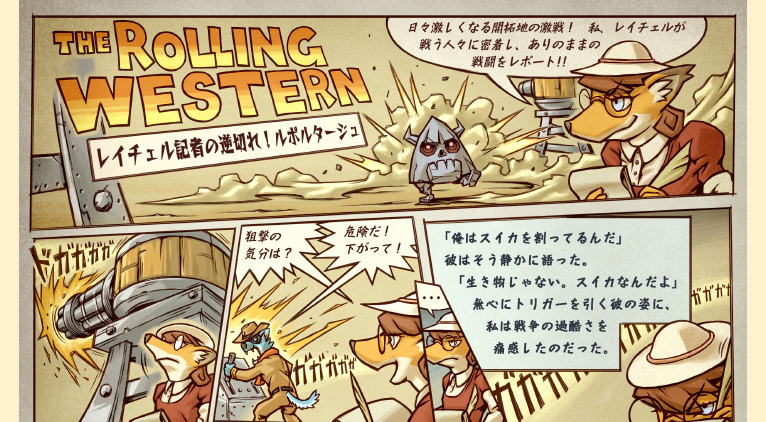 THE ROLLING
WESTERN
レイチェル記者の逆切れ!ルポルタージュ
日々激しくなる開拓地の激戦! 私、レイチェルが
戦う人々に密着し、ありのままの
戦闘をレポート!!
ドガガガガ
狙撃の
気分は?
危険だ!
下がって!
ガガガガガ
...
「俺はスイカを割ってるんだ」
彼はそう静かに語った。
「生き物じゃない。スイカなんだよ」
無心にトリガーを引く彼の姿に、
私は戦争の過酷さを
痛感したのだった。